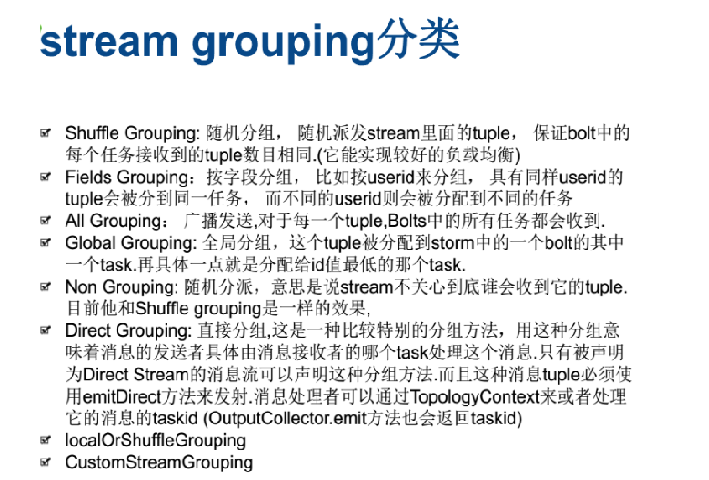 stream grouping分类
Shuffle Grouping: 随机分组， 随机派发stream里面的tuple， 保证bolt中的
每个任务接收到的tuple数目相同.(它能实现较好的负载均衡)
Fields Grouping：按字段分组， 比如按userid来分组， 具有同样userid的
tuple会被分到同一任务， 而不同的userid则会被分配到不同的任务
All Grouping： 广播发送,对于每一个tuple,Bolts中的所有任务都会收到.
Global Grouping: 全局分组，这个tuple被分配到storm中的一个bolt的其中
一个task.再具体一点就是分配给id值最低的那个task.
Non Grouping: 随机分派，意思是说stream不关心到底谁会收到它的tuple.
目前他和Shuffle grouping是一样的效果,
Direct Grouping: 直接分组,这是一种比较特别的分组方法，用这种分组意
味着消息的发送者具体由消息接收者的哪个task处理这个消息.只有被声明
为Direct Stream的消息流可以声明这种分组方法.而且这种消息tuple必须使
用emitDirect方法来发射.消息处理者可以通过TopologyContext来或者处理
它的消息的taskid (OutputCollector.emit方法也会返回taskid)
localOrShuffleGrouping
CustomStreamGrouping